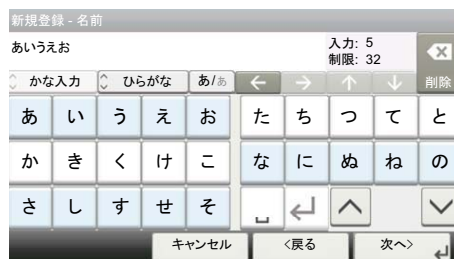 新規登録 - 名前
あいうえお
入力: 5
制限: 32
かな入力 ひらがな あ/ぁ ← → ↑ ↓ 削除
あ い う え お た ち つ て と
か き く け こ な に ぬ ね の
さ し す せ そ
キャンセル <戻る 次へ>